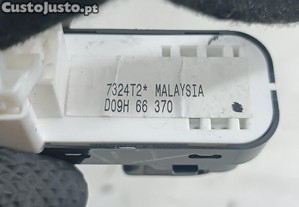 CustoJusto.pt
7324T2* MALAYSIA
D09H 66 370